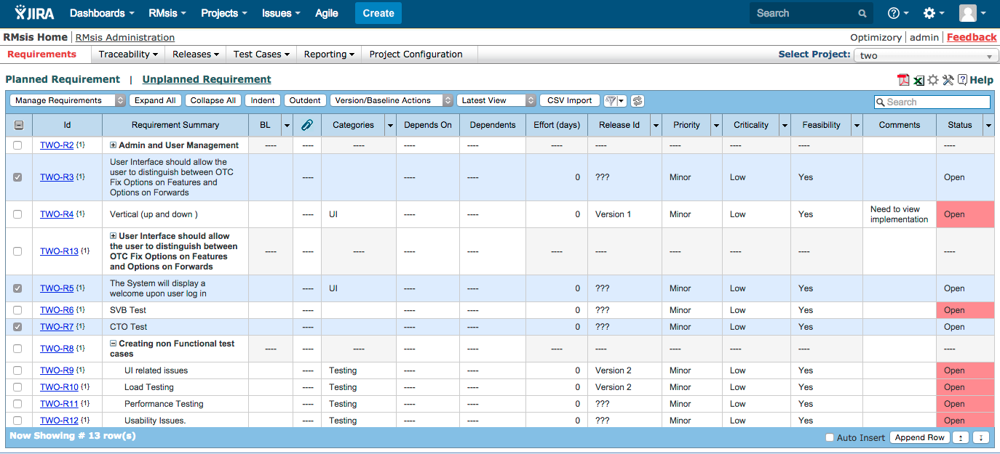 JIRA Dashboards RMsis Projects Issues Agile Create Search
RMsis Home RMsis Administration Optimizory admin Feedback
Requirements Traceability Releases Test Cases Reporting Project Configuration Select Project: two
Planned Requirement | Unplanned Requirement Help
Manage Requirements Expand All Collapse All Indent Outdent Version/Baseline Actions Latest View CSV Import Search
Id Requirement Summary BL Categories Depends On Dependents Effort (days) Release Id Priority Criticality Feasibility Comments Status
TWO-R2 {1} Admin and User Management ---- ---- ---- ---- ---- ---- ---- ---- ---- ---- ----
User Interface should allow the
TWO-R3 {1} user to distinguish between OTC ---- ---- ---- 0 ??? Minor Low Yes Open
Fix Options on Features and
Options on Forwards
TWO-R4 {1} Vertical (up and down ) ---- UI ---- ---- 0 Version 1 Minor Low Yes Need to view Open
implementation
User Interface should allow
the user to distinguish between
TWO-R13 {1} OTC Fix Options on Features ---- ---- ---- ---- ---- ---- ---- ---- ---- ---- ----
and Options on Forwards
TWO-R5 {1} The System will display a ---- UI ---- ---- 0 ??? Minor Low Yes Open
welcome upon user log in
TWO-R6 {1} SVB Test ---- ---- ---- 0 ??? Minor Low Yes Open
TWO-R7 {1} CTO Test ---- ---- ---- 0 ??? Minor Low Yes Open
TWO-R8 {1} Creating non Functional test ---- ---- ---- ---- ---- ---- ---- ---- ---- ---- ----
cases
TWO-R9 {1} UI related issues ---- Testing ---- ---- 0 Version 2 Minor Low Yes Open
TWO-R10 {1} Load Testing ---- Testing ---- ---- 0 Version 2 Minor Low Yes Open
TWO-R11 {1} Performance Testing ---- Testing ---- ---- 0 ??? Minor Low Yes Open
TWO-R12 {1} Usability Issues. ---- Testing ---- ---- 0 ??? Minor Low Yes Open
Now Showing # 13 row(s) Auto Insert Append Row